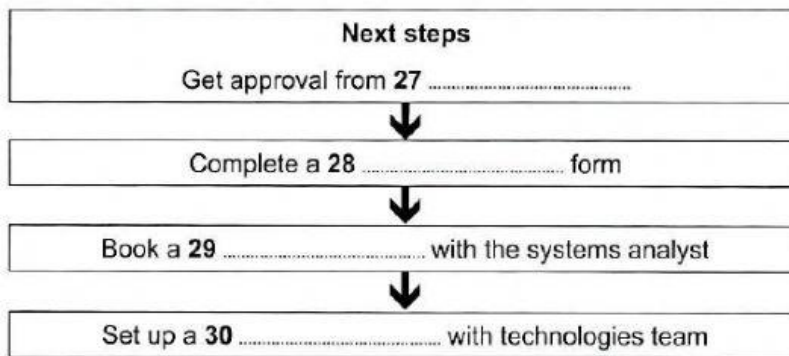 Next steps
Get approval from 27 ................................
Complete a 28 ................................ form
Book a 29 ................................ with the systems analyst
Set up a 30 ................................ with technologies team